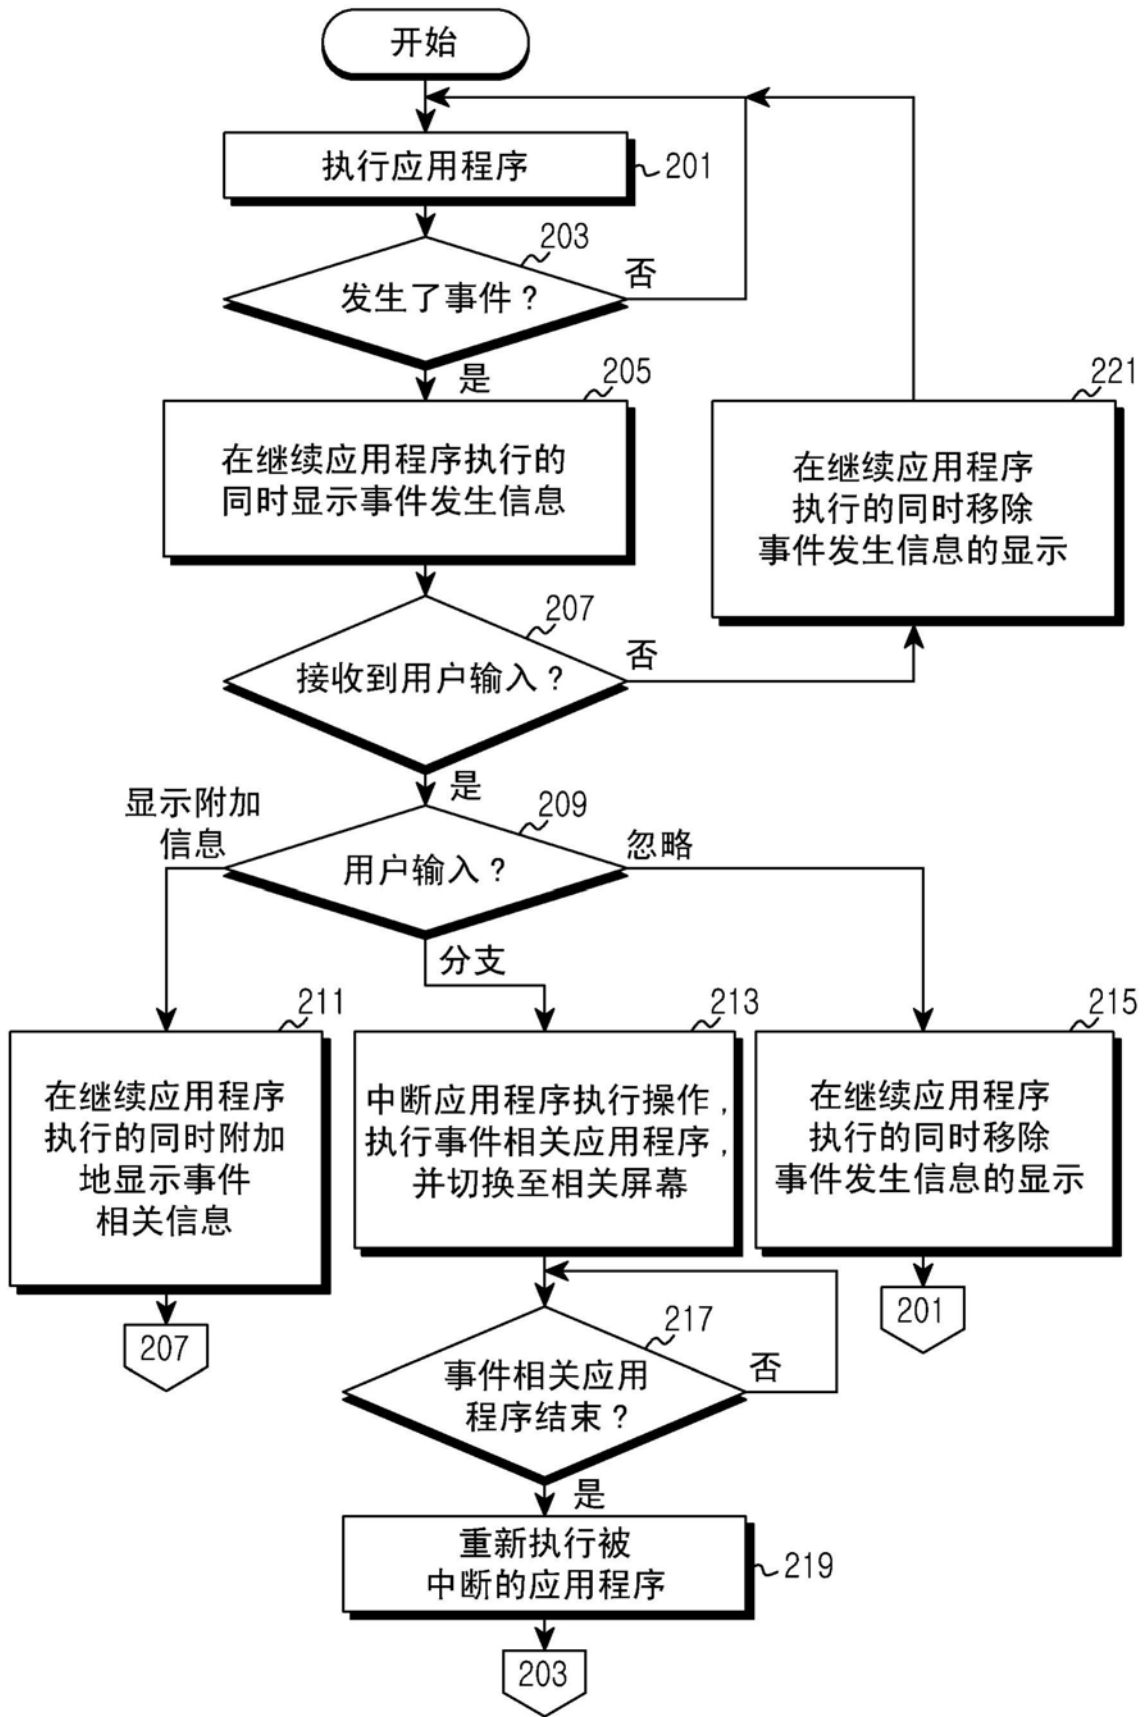 开始
执行应用程序
201
203
发生了事件？
否
是
205
在继续应用程序执行的
同时显示事件发生信息
221
在继续应用程序
执行的同时移除
事件发生信息的显示
207
接收到用户输入？
否
是
显示附加
信息
209
用户输入？
忽略
分支
211
在继续应用程序
执行的同时附加
地显示事件
相关信息
207
213
中断应用程序执行操作，
执行事件相关应用程序，
并切换至相关屏幕
215
在继续应用程序
执行的同时移除
事件发生信息的显示
201
217
事件相关应用
程序结束？
否
是
重新执行被
中断的应用程序
219
203